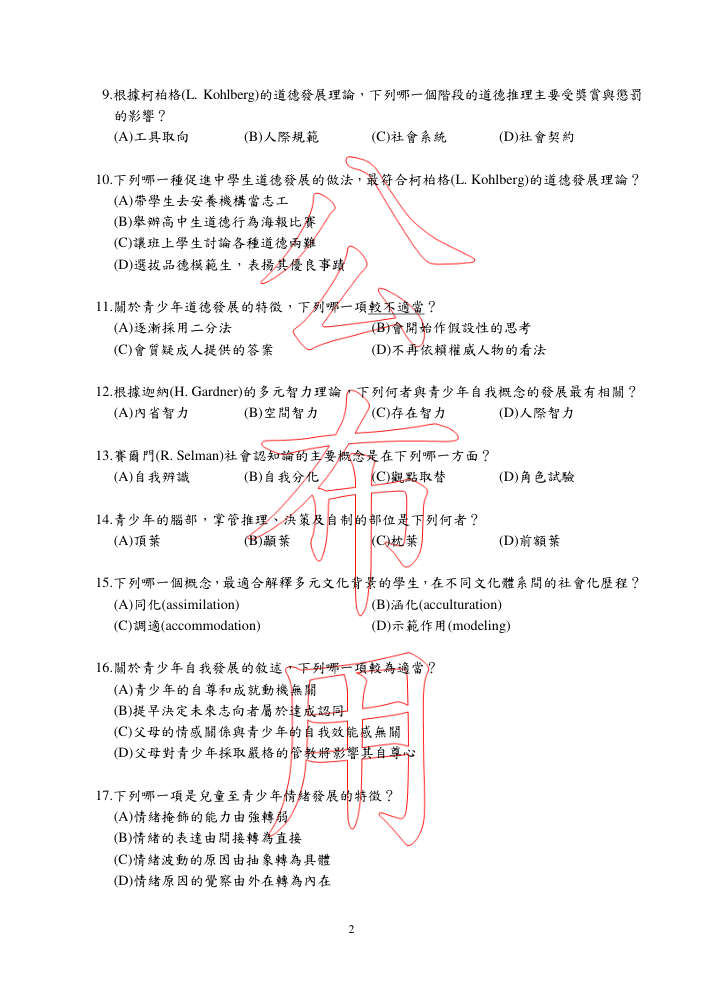 9.根據柯柏格(L. Kohlberg)的道德發展理論，下列哪一個階段的道德推理主要受獎賞與懲罰
的影響？
(A)工具取向 (B)人際規範 (C)社會系統 (D)社會契約
10.下列哪一種促進中學生道德發展的做法，最符合柯柏格(L. Kohlberg)的道德發展理論？
(A)帶學生去安養機構當志工
(B)舉辦高中生道德行為海報比賽
(C)讓班上學生討論各種道德兩難
(D)選拔品德模範生，表揚其優良事蹟
11.關於青少年道德發展的特徵，下列哪一項較不適當？
(A)逐漸採用二分法 (B)會開始作假設性的思考
(C)會質疑成人提供的答案 (D)不再依賴權威人物的看法
12.根據迦納(H. Gardner)的多元智力理論，下列何者與青少年自我概念的發展最有相關？
(A)內省智力 (B)空間智力 (C)存在智力 (D)人際智力
13.賽爾門(R. Selman)社會認知論的主要概念是在下列哪一方面？
(A)自我辨識 (B)自我分化 (C)觀點取替 (D)角色試驗
14.青少年的腦部，掌管推理、決策及自制的部位是下列何者？
(A)頂葉 (B)顳葉 (C)枕葉 (D)前額葉
15.下列哪一個概念，最適合解釋多元文化背景的學生，在不同文化體系間的社會化歷程？
(A)同化(assimilation) (B)涵化(acculturation)
(C)調適(accommodation) (D)示範作用(modeling)
16.關於青少年自我發展的敘述，下列哪一項較為適當？
(A)青少年的自尊和成就動機無關
(B)提早決定未來志向者屬於達成認同
(C)父母的情感關係與青少年的自我效能感無關
(D)父母對青少年採取嚴格的管教將影響其自尊心
17.下列哪一項是兒童至青少年情緒發展的特徵？
(A)情緒掩飾的能力由強轉弱
(B)情緒的表達由間接轉為直接
(C)情緒波動的原因由抽象轉為具體
(D)情緒原因的覺察由外在轉為內在
2
公
布
用